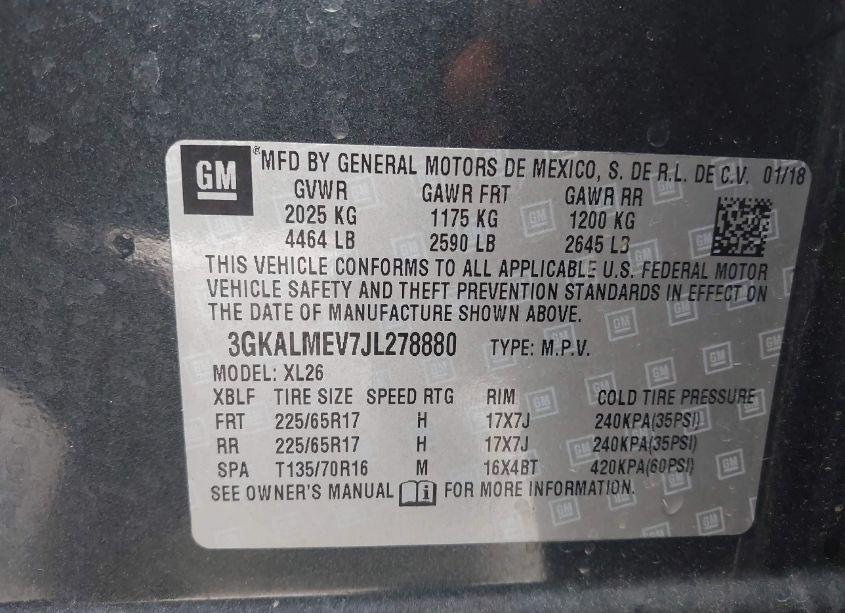 GM
®MFD BY GENERAL MOTORS DE MEXICO, S. DE R.L. DE C.V. 01/18
GVWR GAWR FRT GAWR RR
2025 KG 1175 KG 1200 KG
4464 LB 2590 LB 2645 LB
THIS VEHICLE CONFORMS TO ALL APPLICABLE U.S. FEDERAL MOTOR
VEHICLE SAFETY AND THEFT PREVENTION STANDARDS IN EFFECT ON
THE DATE OF MANUFACTURE SHOWN ABOVE.
3GKALMEV7JL278880 TYPE: M.P.V.
MODEL: XL26
XBLF TIRE SIZE SPEED RTG RIM COLD TIRE PRESSURE
FRT 225/65R17 H 17X7J 240KPA(35PSI)
RR 225/65R17 H 17X7J 240KPA(35PSI)
SPA T135/70R16 M 16X4BT 420KPA(60PSI)
SEE OWNER'S MANUAL FOR MORE INFORMATION.